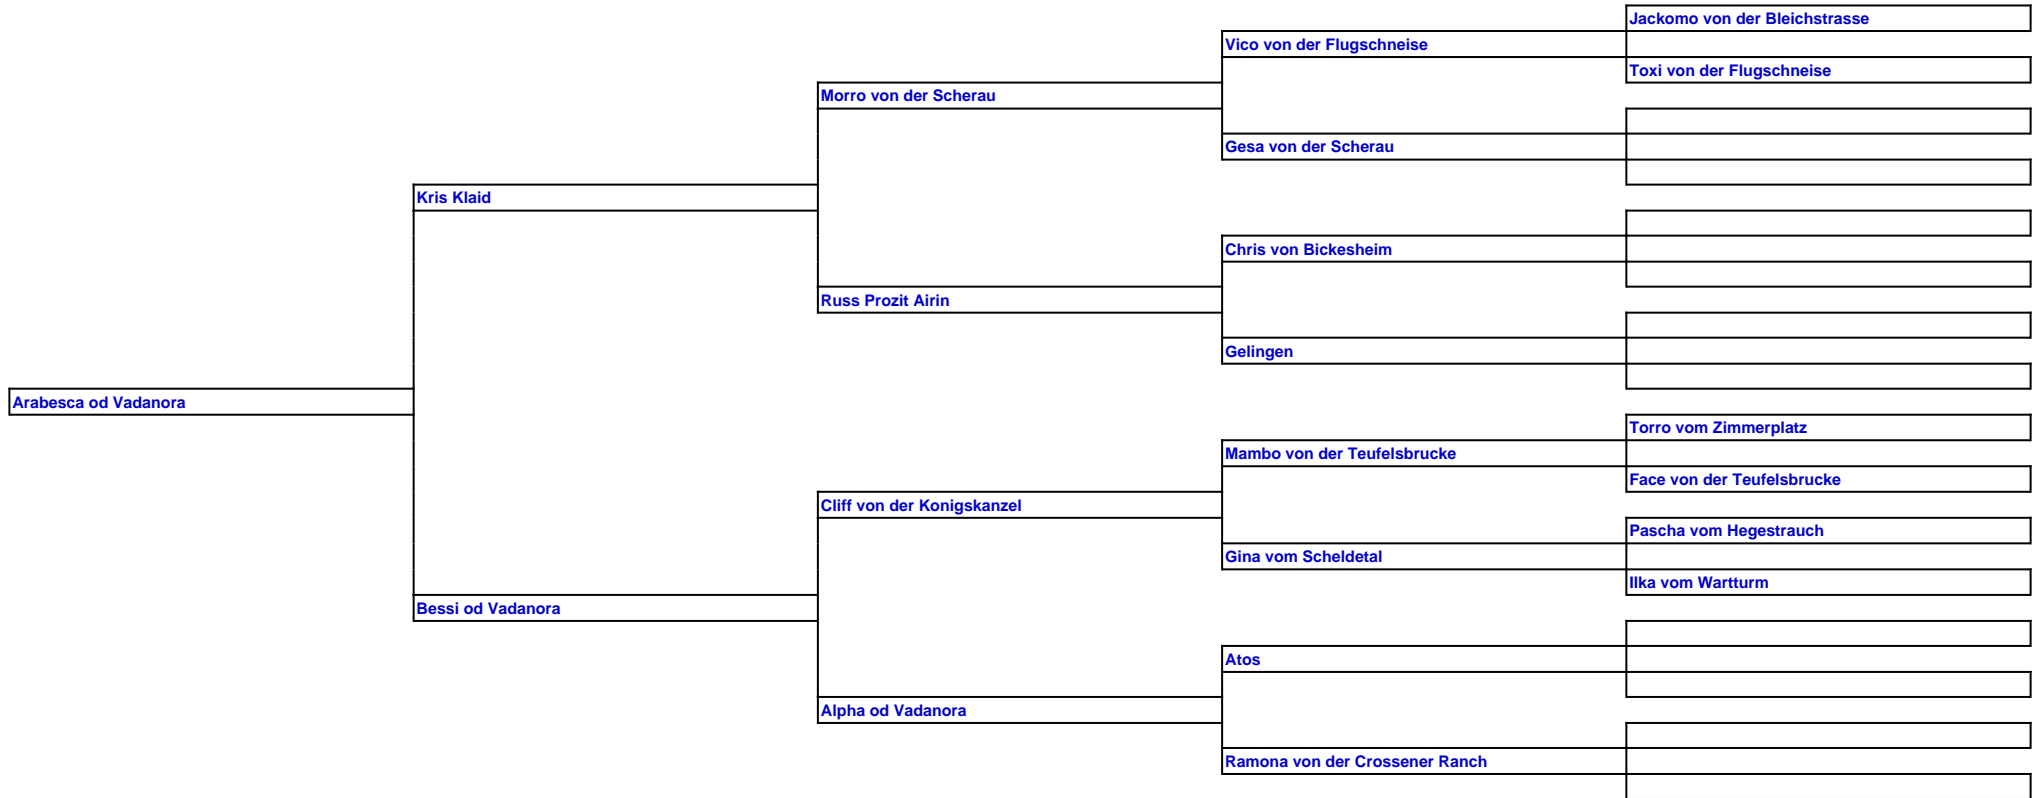 Jackomo von der Bleichstrasse
Vico von der Flugschneise
Toxi von der Flugschneise
Morro von der Scherau
Gesa von der Scherau
Kris Klaid
Chris von Bickesheim
Russ Prozit Airin
Gelingen
Arabesca od Vadanora
Torro vom Zimmerplatz
Mambo von der Teufelsbrucke
Face von der Teufelsbrucke
Cliff von der Konigskanzel
Pascha vom Hegestrauch
Gina vom Scheldetal
Ilka vom Wartturm
Bessi od Vadanora
Atos
Alpha od Vadanora
Ramona von der Crossener Ranch